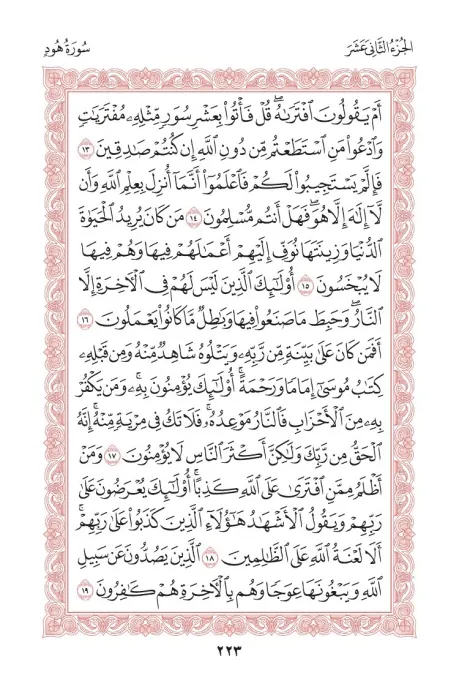 الجُزْءُ الثَّانِي عَشَرَ
سُورَةُ هُودٍ
أَمْ يَقُولُونَ ٱفْتَرَىٰهُۖ قُلْ فَأْتُوا۟ بِعَشْرِ سُوَرٍ مِّثْلِهِۦ مُفْتَرَيَٰتٍ
وَٱدْعُوا۟ مَنِ ٱسْتَطَعْتُم مِّن دُونِ ٱللَّهِ إِن كُنتُمْ صَٰدِقِينَ ١٣
فَإِلَّمْ يَسْتَجِيبُوا۟ لَكُمْ فَٱعْلَمُوٓا۟ أَنَّمَآ أُنزِلَ بِعِلْمِ ٱللَّهِ وَأَن
لَّآ إِلَٰهَ إِلَّا هُوَۖ فَهَلْ أَنتُم مُّسْلِمُونَ ١٤ مَن كَانَ يُرِيدُ ٱلْحَيَوٰةَ
ٱلدُّنْيَا وَزِينَتَهَا نُوَفِّ إِلَيْهِمْ أَعْمَٰلَهُمْ فِيهَا وَهُمْ فِيهَا
لَا يُبْخَسُونَ ١٥ أُو۟لَٰٓئِكَ ٱلَّذِينَ لَيْسَ لَهُمْ فِى ٱلْءَاخِرَةِ إِلَّا
ٱلنَّارُۖ وَحَبِطَ مَا صَنَعُوا۟ فِيهَا وَبَٰطِلٌ مَّا كَانُوا۟ يَعْمَلُونَ ١٦
أَفَمَن كَانَ عَلَىٰ بَيِّنَةٍ مِّن رَّبِّهِۦ وَيَتْلُوهُ شَاهِدٌ مِّنْهُ وَمِن قَبْلِهِۦ
كِتَٰبُ مُوسَىٰٓ إِمَامًا وَرَحْمَةًۚ أُو۟لَٰٓئِكَ يُؤْمِنُونَ بِهِۦۚ وَمَن يَكْفُرْ
بِهِۦ مِنَ ٱلْأَحْزَابِ فَٱلنَّارُ مَوْعِدُهُۥۚ فَلَا تَكُ فِى مِرْيَةٍ مِّنْهُۚ إِنَّهُ
ٱلْحَقُّ مِن رَّبِّكَ وَلَٰكِنَّ أَكْثَرَ ٱلنَّاسِ لَا يُؤْمِنُونَ ١٧ وَمَنْ
أَظْلَمُ مِمَّنِ ٱفْتَرَىٰ عَلَى ٱللَّهِ كَذِبًاۚ أُو۟لَٰٓئِكَ يُعْرَضُونَ عَلَىٰ
رَبِّهِمْ وَيَقُولُ ٱلْأَشْهَٰدُ هَٰٓؤُلَآءِ ٱلَّذِينَ كَذَبُوا۟ عَلَىٰ رَبِّهِمْۚ
أَلَا لَعْنَةُ ٱللَّهِ عَلَى ٱلظَّٰلِمِينَ ١٨ ٱلَّذِينَ يَصُدُّونَ عَن سَبِيلِ
ٱللَّهِ وَيَبْغُونَهَا عِوَجًا وَهُم بِٱلْءَاخِرَةِ هُمْ كَٰفِرُونَ ١٩
٢٢٣